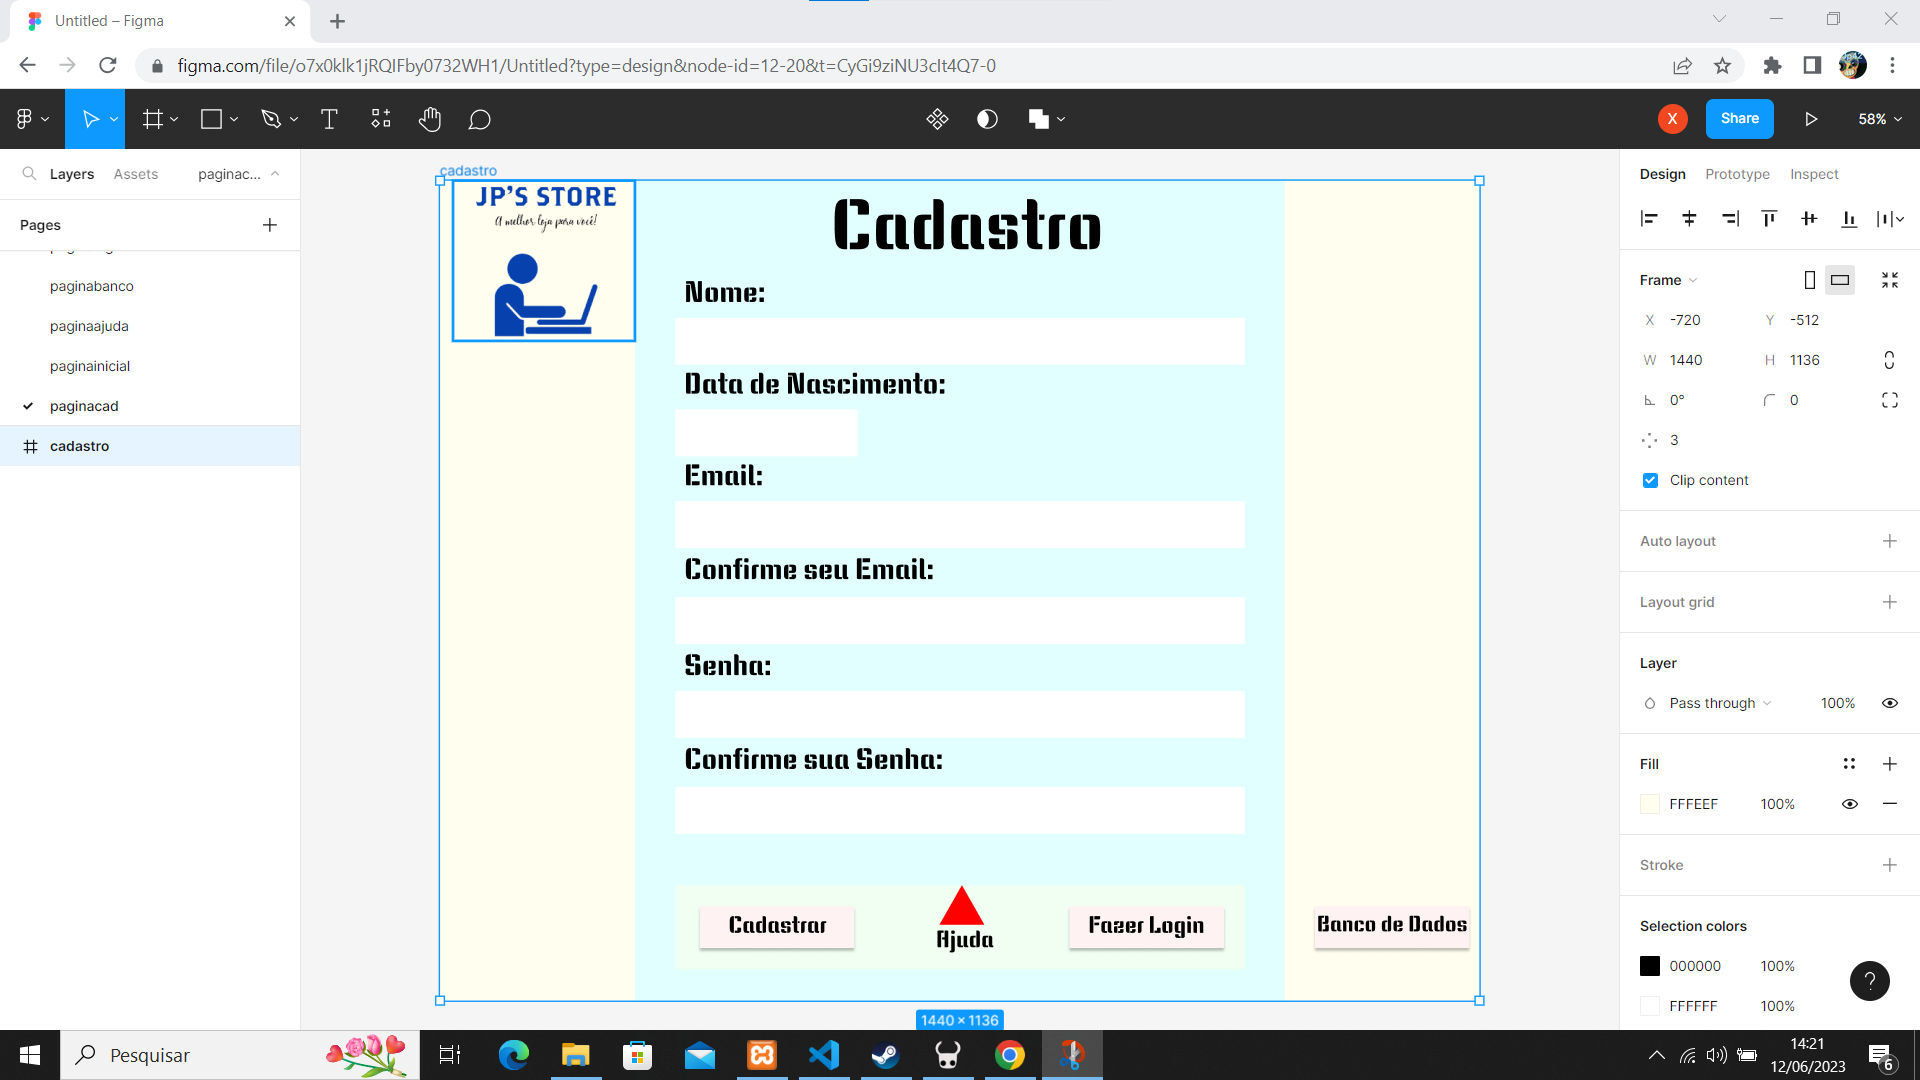 Untitled – Figma
figma.com/file/o7x0klk1jRQIFby0732WH1/Untitled?type=design&node-id=12-20&t=CyGi9ziNU3cIt4Q7-0
X
Share
58%
Layers
Assets
paginac...
Pages
paginabanco
paginaajuda
paginainicial
paginacad
cadastro
cadastro
JP'S STORE
A melhor loja para você!
Cadastro
Nome:
Data de Nascimento:
Email:
Confirme seu Email:
Senha:
Confirme sua Senha:
Cadastrar
Ajuda
Fazer Login
Banco de Dados
1440 × 1136
Design
Prototype
Inspect
Frame
X -720
Y -512
W 1440
H 1136
0°
0
3
Clip content
Auto layout
Layout grid
Layer
Pass through
100%
Fill
FFFEEF
100%
Stroke
Selection colors
000000
100%
FFFFFF
100%
?
Pesquisar
14:21
12/06/2023
6